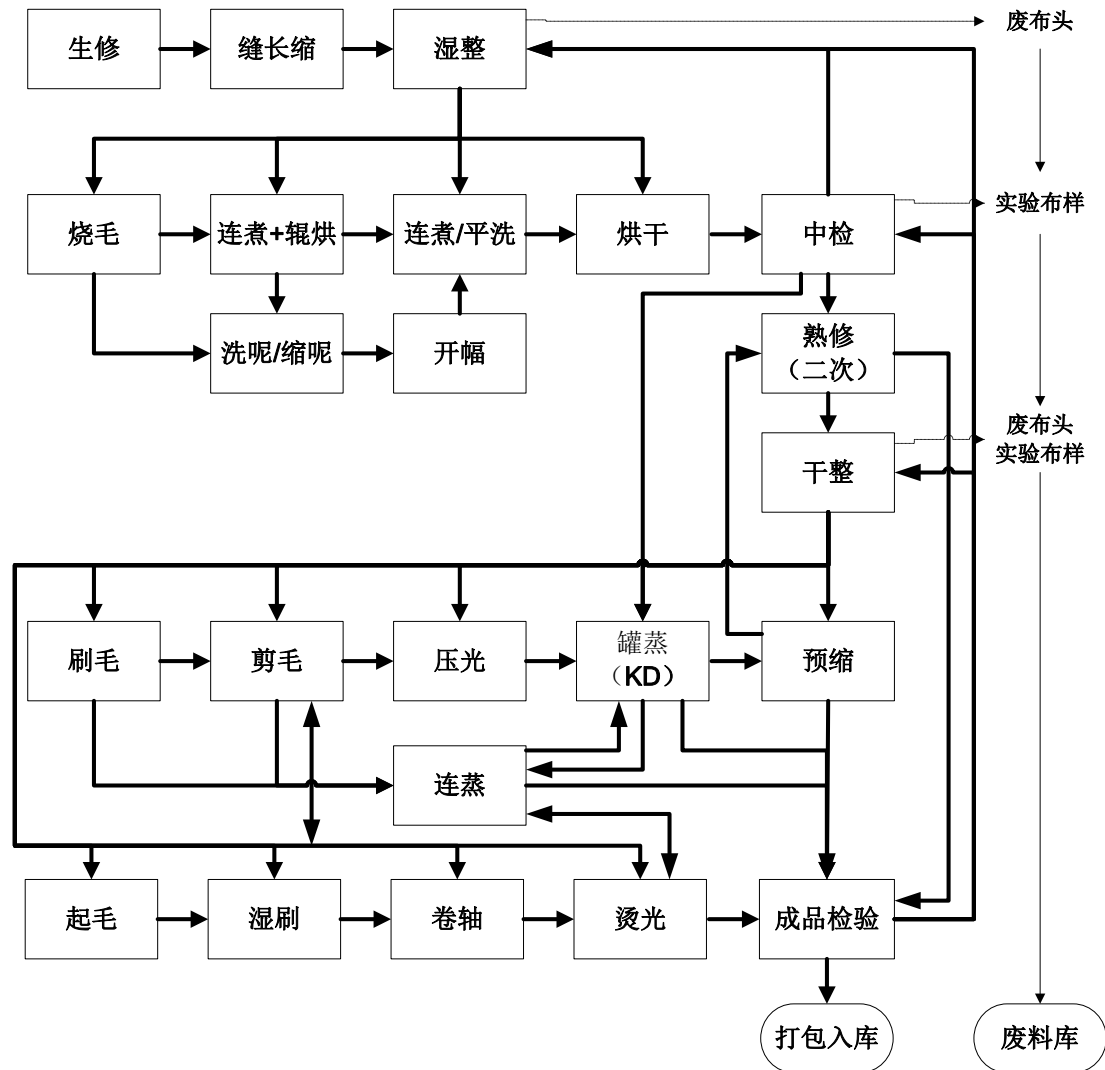 生修
缝长缩
湿整
废布头
烧毛
连煮+辊烘
连煮/平洗
烘干
中检
实验布样
洗呢/缩呢
开幅
熟修
（二次）
废布头
实验布样
干整
刷毛
剪毛
压光
罐蒸
（KD）
预缩
连蒸
起毛
湿刷
卷轴
烫光
成品检验
打包入库
废料库